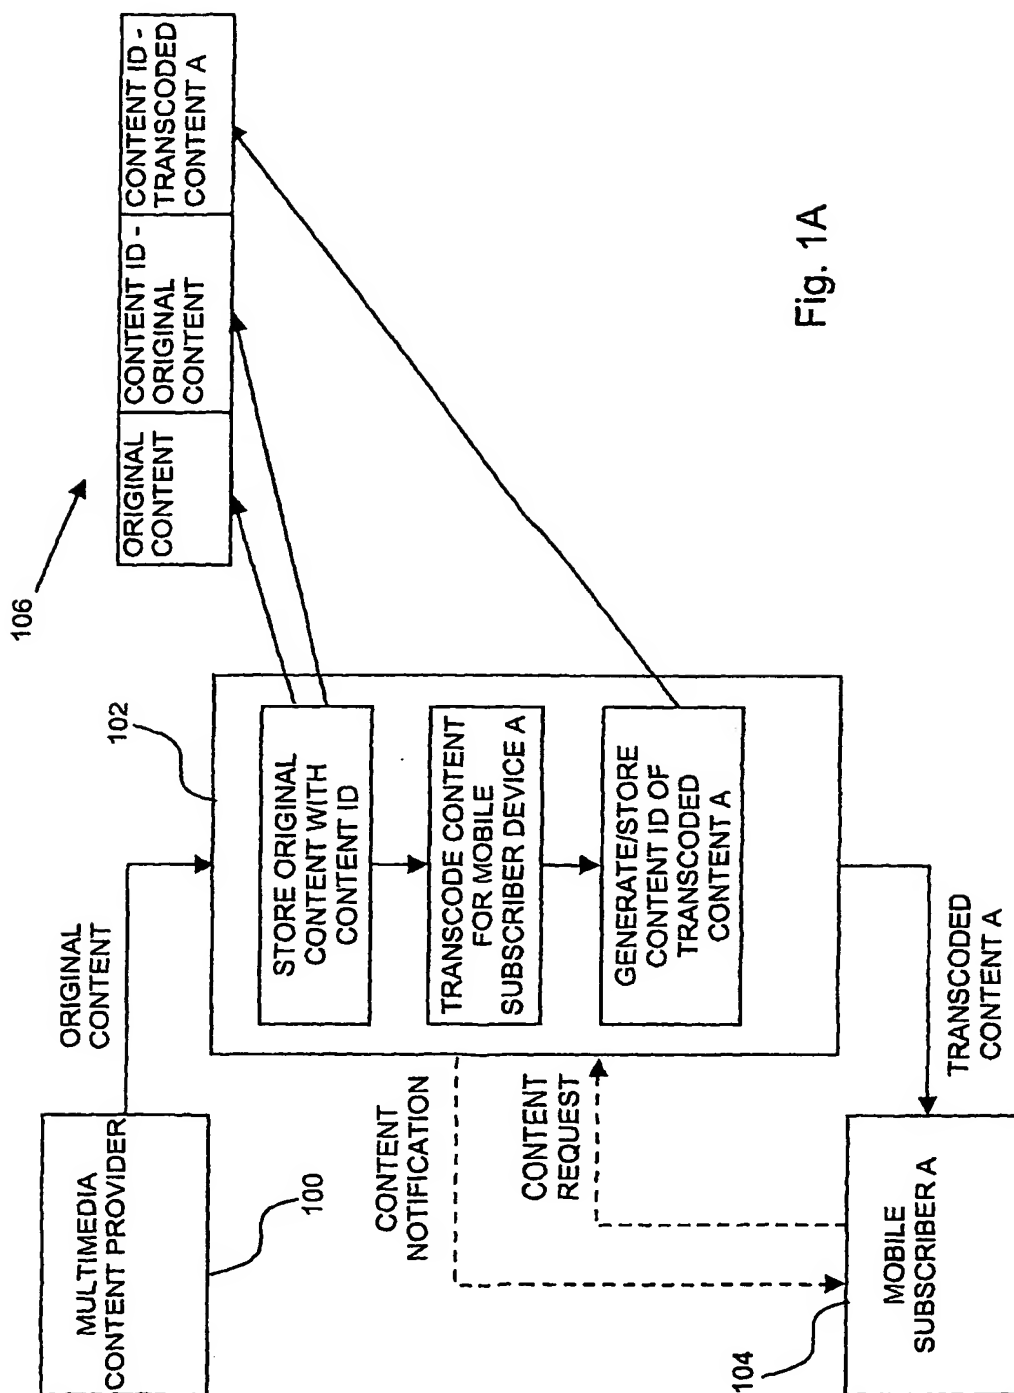 MULTIMEDIA
CONTENT PROVIDER
100
ORIGINAL
CONTENT
102
STORE ORIGINAL
CONTENT WITH
CONTENT ID
TRANSCODE CONTENT
FOR MOBILE
SUBSCRIBER DEVICE A
GENERATE/STORE
CONTENT ID OF
TRANSCODED
CONTENT A
106
ORIGINAL
CONTENT
CONTENT ID -
ORIGINAL
CONTENT
CONTENT ID -
TRANSCODED
CONTENT A
CONTENT
NOTIFICATION
CONTENT
REQUEST
104
MOBILE
SUBSCRIBER A
TRANSCODED
CONTENT A
Fig. 1A